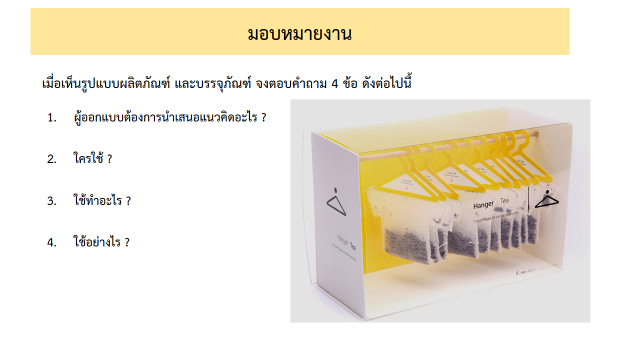 มอบหมายงาน
เมื่อเห็นรูปแบบผลิตภัณฑ์ และบรรจุภัณฑ์ จงตอบคำถาม 4 ข้อ ดังต่อไปนี้
1. ผู้ออกแบบต้องการนำเสนอแนวคิดอะไร ?
2. ใครใช้ ?
3. ใช้ทำอะไร ?
4. ใช้อย่างไร ?
Hanger Tea
Hanger Tea